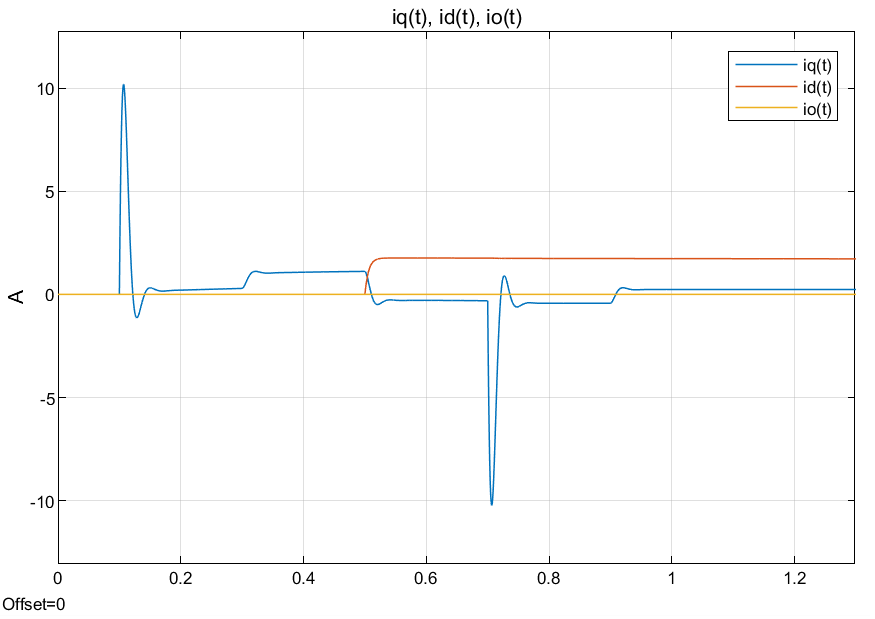 iq(t), id(t), io(t)
iq(t)
id(t)
io(t)
10
5
0
-5
-10
A
0 0.2 0.4 0.6 0.8 1 1.2
Offset=0